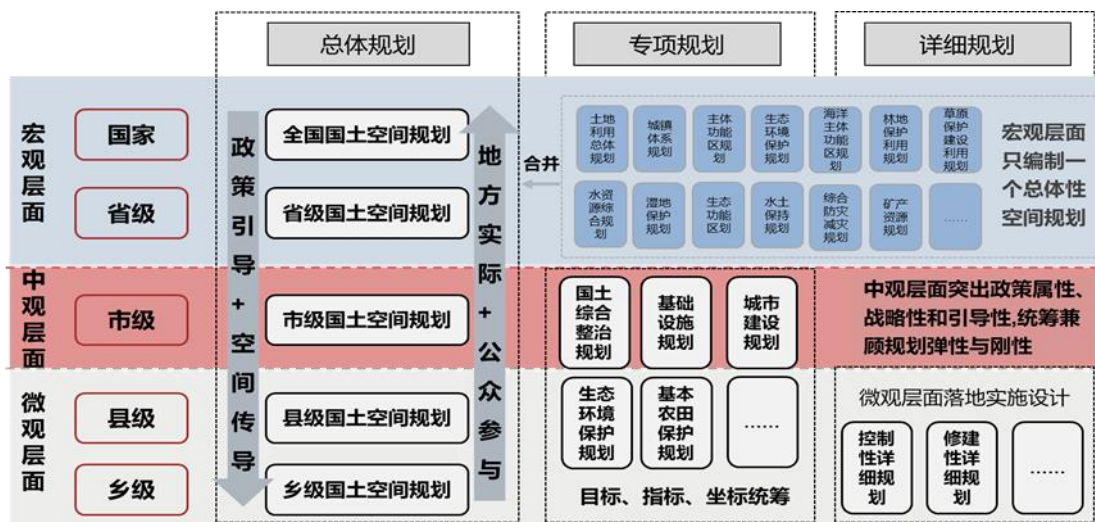 总体规划
专项规划
详细规划
宏观层面
国家
省级
中观层面
市级
微观层面
县级
乡级
政策引导+空间传导
全国国土空间规划
省级国土空间规划
市级国土空间规划
县级国土空间规划
乡级国土空间规划
地方实际+公众参与
合并
土地
利用
总体
规划
城镇
体系
规划
主体
功能
区规
划
生态
环境
保护
规划
海洋
主体
功能
区规划
林地
保护
利用
规划
草原
保护
建设
利用规划
水资
源综
合规
划
湿地
保护
规划
生态
功能
区划
水土
保持
规划
综合
防灾
减灾
规划
矿产
资源
规划
……
宏观层面
只编制一
个总体性
空间规划
国土
综合
整治
规划
基础
设施
规划
城市
建设
规划
中观层面突出政策属性、
战略性和引导性,统筹兼
顾规划弹性与刚性
生态
环境
保护
规划
基本
农田
保护
规划
……
目标、指标、坐标统筹
微观层面落地实施设计
控制
性详
细规
划
修建
性详
细规
划
……